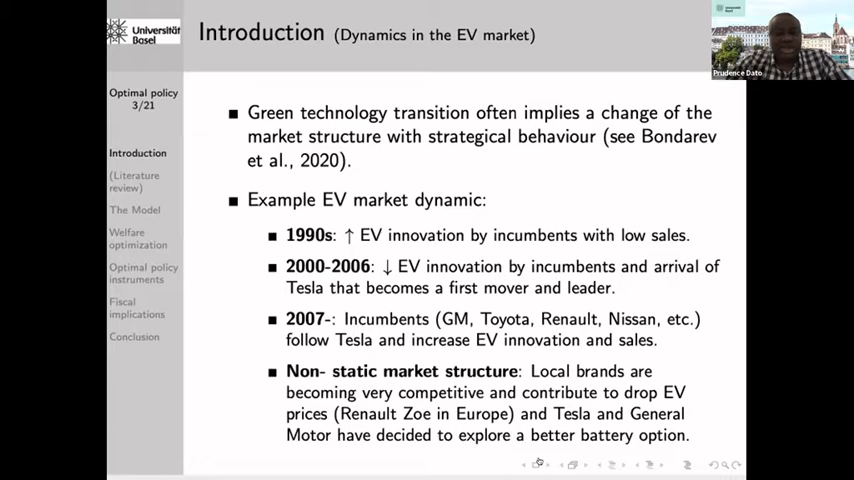 Universität
Basel
Introduction (Dynamics in the EV market)
Universität
Basel
Prudence Dato
Optimal policy
3/21
Introduction
(Literature
review)
The Model
Welfare
optimization
Optimal policy
instruments
Fiscal
implications
Conclusion
■ Green technology transition often implies a change of the
market structure with strategical behaviour (see Bondarev
et al., 2020).
■ Example EV market dynamic:
■ 1990s: ↑ EV innovation by incumbents with low sales.
■ 2000-2006: ↓ EV innovation by incumbents and arrival of
Tesla that becomes a first mover and leader.
■ 2007-: Incumbents (GM, Toyota, Renault, Nissan, etc.)
follow Tesla and increase EV innovation and sales.
■ Non- static market structure: Local brands are
becoming very competitive and contribute to drop EV
prices (Renault Zoe in Europe) and Tesla and General
Motor have decided to explore a better battery option.